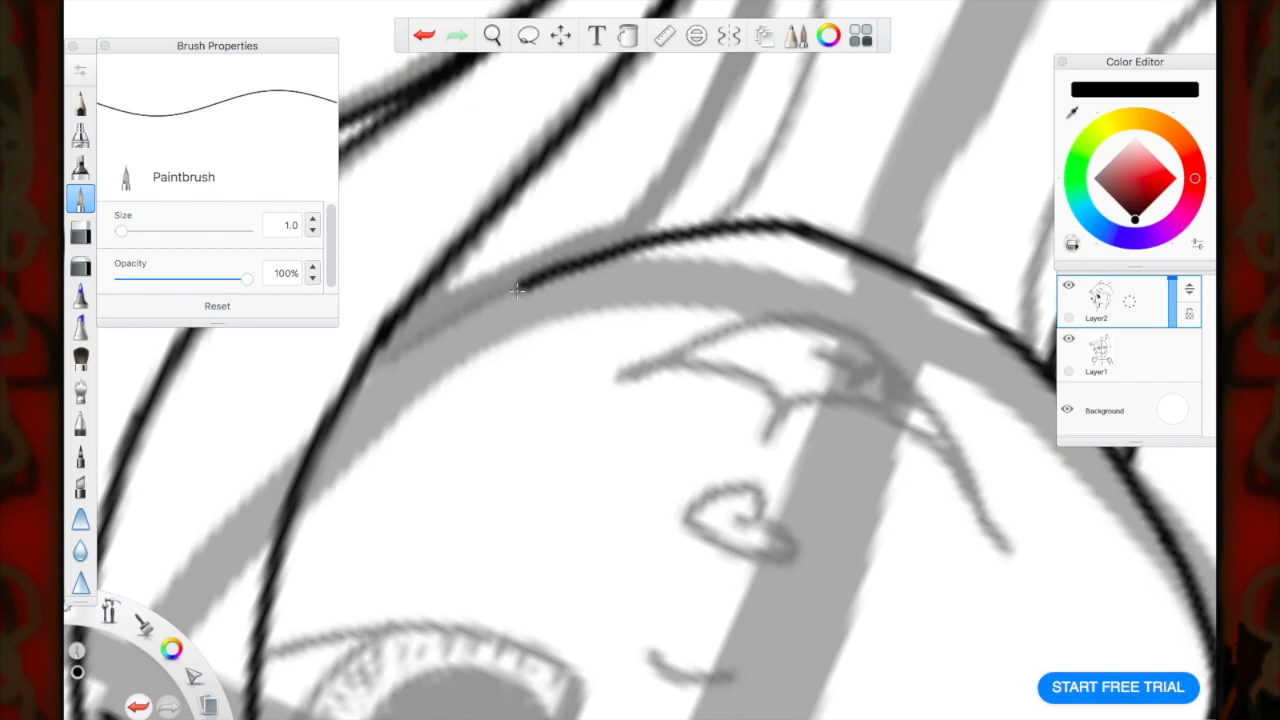 Brush Properties
Paintbrush
Size
1.0
Opacity
100%
Reset
T
Color Editor
Layer2
Layer1
Background
START FREE TRIAL